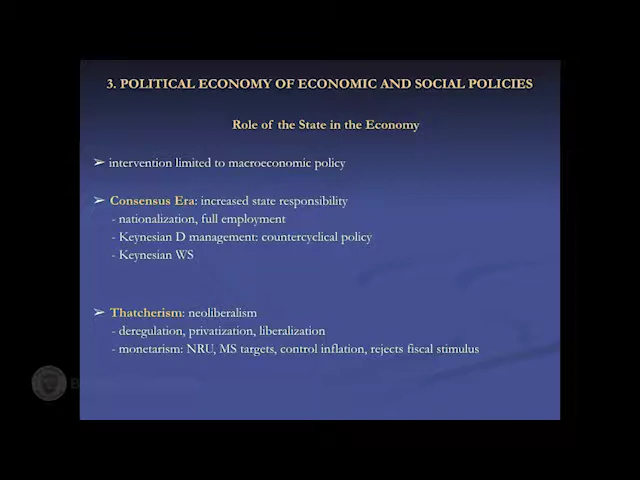 3. POLITICAL ECONOMY OF ECONOMIC AND SOCIAL POLICIES
Role of the State in the Economy
➢ intervention limited to macroeconomic policy
➢ Consensus Era: increased state responsibility
- nationalization, full employment
- Keynesian D management: countercyclical policy
- Keynesian WS
➢ Thatcherism: neoliberalism
- deregulation, privatization, liberalization
- monetarism: NRU, MS targets, control inflation, rejects fiscal stimulus